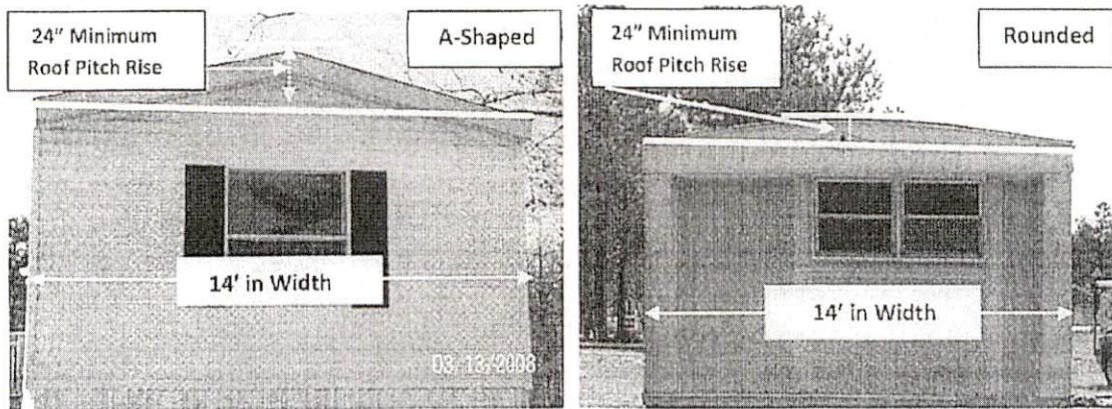 24” Minimum
Roof Pitch Rise
A-Shaped
14’ in Width
03/13/2008
24” Minimum
Roof Pitch Rise
Rounded
14’ in Width